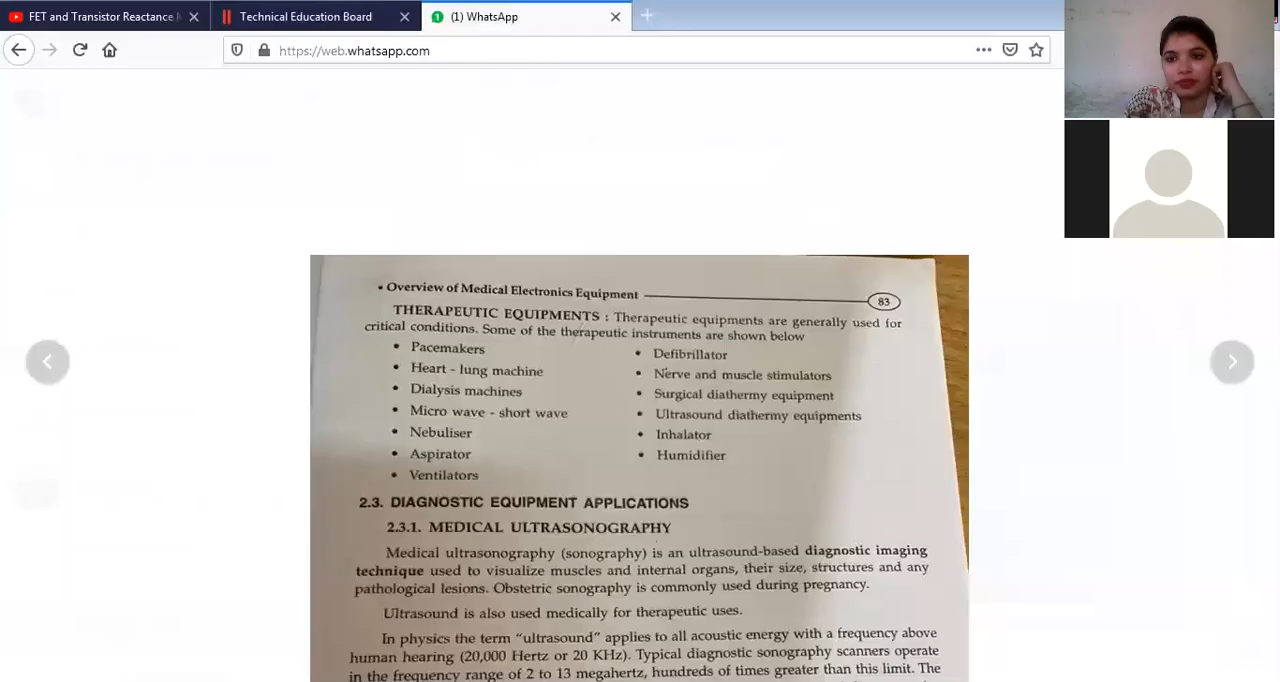 FET and Transistor Reactance
Technical Education Board
(1) WhatsApp
https://web.whatsapp.com
• Overview of Medical Electronics Equipment 83
THERAPEUTIC EQUIPMENTS : Therapeutic equipments are generally used for
critical conditions. Some of the therapeutic instruments are shown below
• Pacemakers
• Heart - lung machine
• Dialysis machines
• Micro wave - short wave
• Nebuliser
• Aspirator
• Ventilators
• Defibrillator
• Nerve and muscle stimulators
• Surgical diathermy equipment
• Ultrasound diathermy equipments
• Inhalator
• Humidifier
2.3. DIAGNOSTIC EQUIPMENT APPLICATIONS
2.3.1. MEDICAL ULTRASONOGRAPHY
Medical ultrasonography (sonography) is an ultrasound-based diagnostic imaging
technique used to visualize muscles and internal organs, their size, structures and any
pathological lesions. Obstetric sonography is commonly used during pregnancy.
Ultrasound is also used medically for therapeutic uses.
In physics the term "ultrasound" applies to all acoustic energy with a frequency above
human hearing (20,000 Hertz or 20 KHz). Typical diagnostic sonography scanners operate
in the frequency range of 2 to 13 megahertz, hundreds of times greater than this limit. The